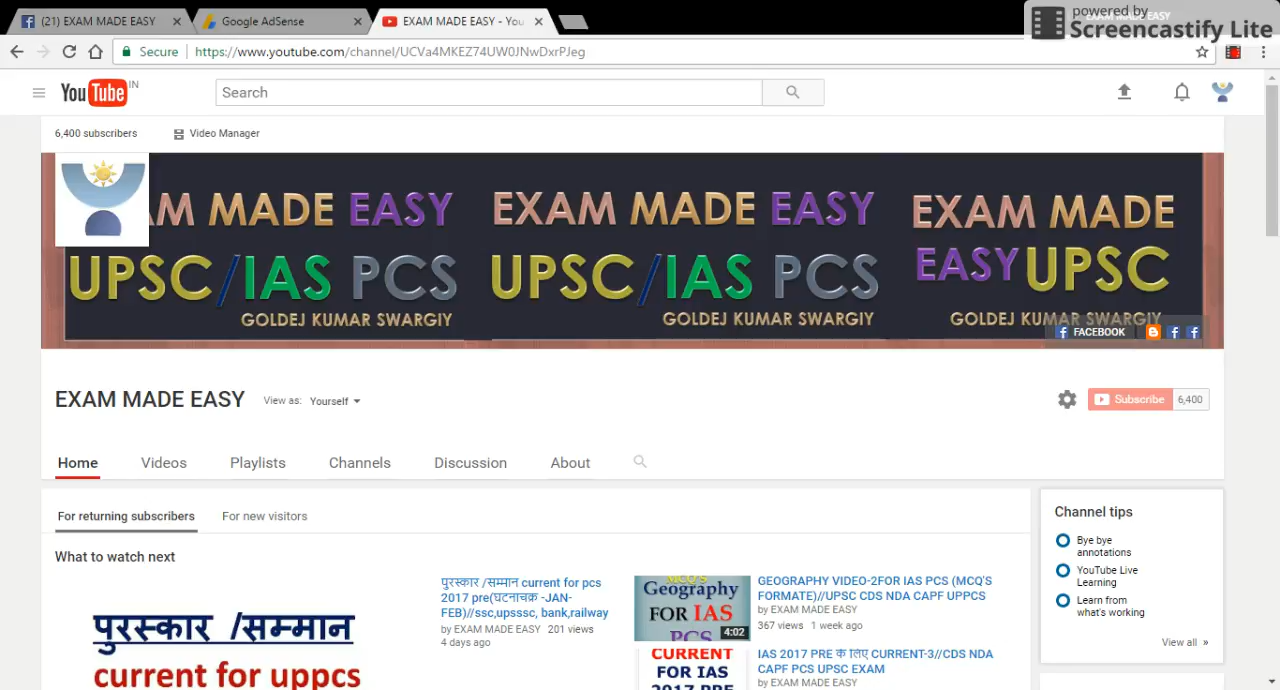 (21) EXAM MADE EASY
Google AdSense
EXAM MADE EASY - You
powered by
Screencastify Lite
Secure
https://www.youtube.com/channel/UCVa4MKEZ74UW0JNwDxrPJeg
YouTube IN
Search
6,400 subscribers
Video Manager
AM MADE EASY
UPSC/IAS PCS
GOLDEJ KUMAR SWARGIY
EXAM MADE EASY
UPSC/IAS PCS
GOLDEJ KUMAR SWARGIY
EXAM MADE
EASYUPSC
GOLDEJ KUMAR SWARGIY
FACEBOOK
EXAM MADE EASY
View as: Yourself
Subscribe 6,400
Home Videos Playlists Channels Discussion About
For returning subscribers For new visitors
What to watch next
पुरस्कार /सम्मान
current for uppcs
पुरस्कार /सम्मान current for pcs
2017 pre(घटनाचक्र -JAN-
FEB)//ssc,upsssc, bank,railway
by EXAM MADE EASY 201 views
4 days ago
MCQ'S
Geography
FOR IAS
PCS
4:02
GEOGRAPHY VIDEO-2FOR IAS PCS (MCQ'S
FORMATE)//UPSC CDS NDA CAPF UPPCS
by EXAM MADE EASY
367 views 1 week ago
CURRENT
FOR IAS
2017 PRE
IAS 2017 PRE के लिए CURRENT-3//CDS NDA
CAPF PCS UPSC EXAM
by EXAM MADE EASY
Channel tips
Bye bye
annotations
YouTube Live
Learning
Learn from
what's working
View all »